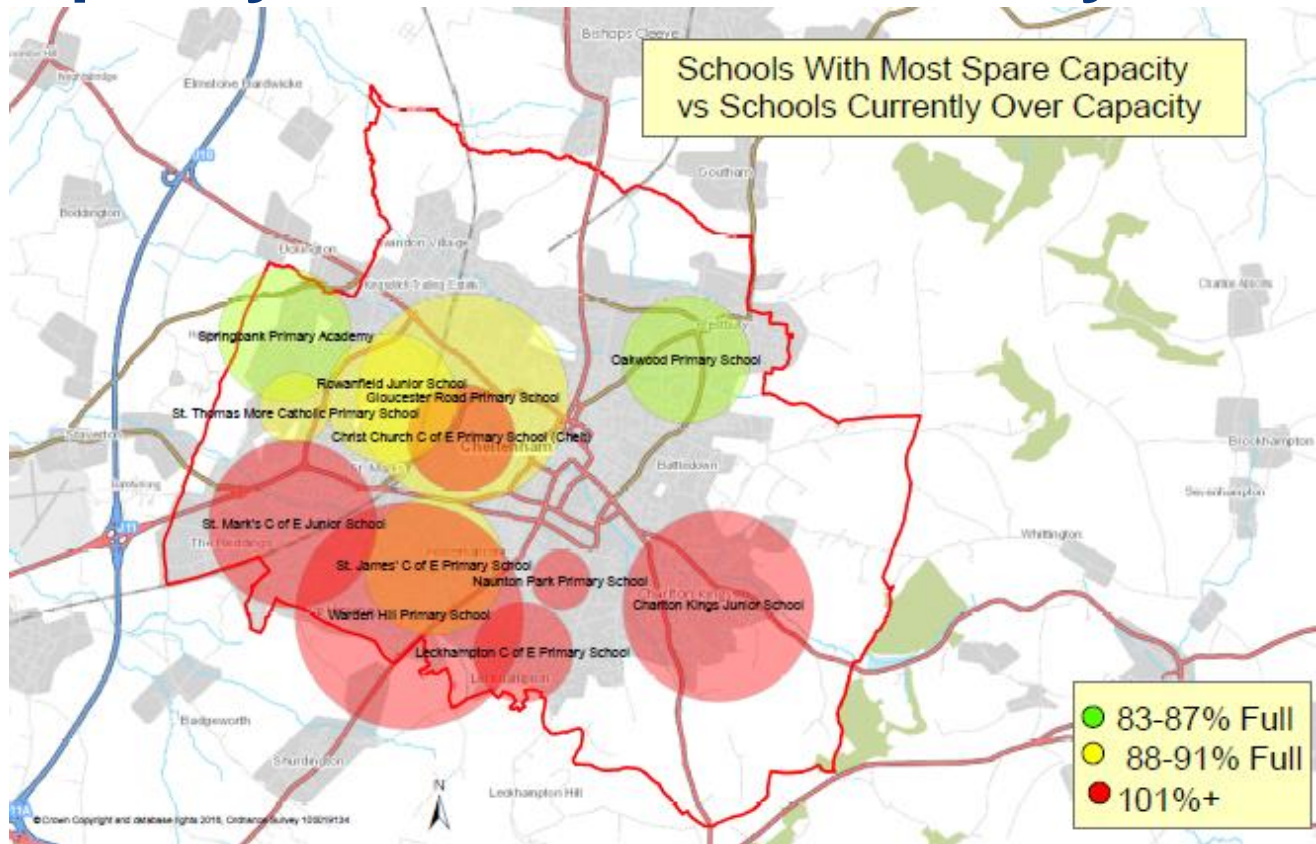 Bishops Cleeve
Schools With Most Spare Capacity
vs Schools Currently Over Capacity
Elmstone Hardwicke
J10
Boddington
Uckington
Swindon Village
Kingsditch Trading Estate
Springbank Primary Academy
Oakwood Primary School
Rowanfield Junior School
Gloucester Road Primary School
St. Thomas More Catholic Primary School
Christ Church C of E Primary School (Chelt)
Cheltenham
Battledown
Brockhampton
Sevenhampton
J11
St. Mark's C of E Junior School
The Reddings
Whittington
St. James' C of E Primary School
Naunton Park Primary School
Charlton Kings
Charlton Kings Junior School
Warden Hill Primary School
Leckhampton C of E Primary School
Leckhampton
Badgeworth
Shurdington
Leckhampton Hill
N
11A
© Crown Copyright and database rights 2016, Ordnance Survey 100019134
83-87% Full
88-91% Full
101%+